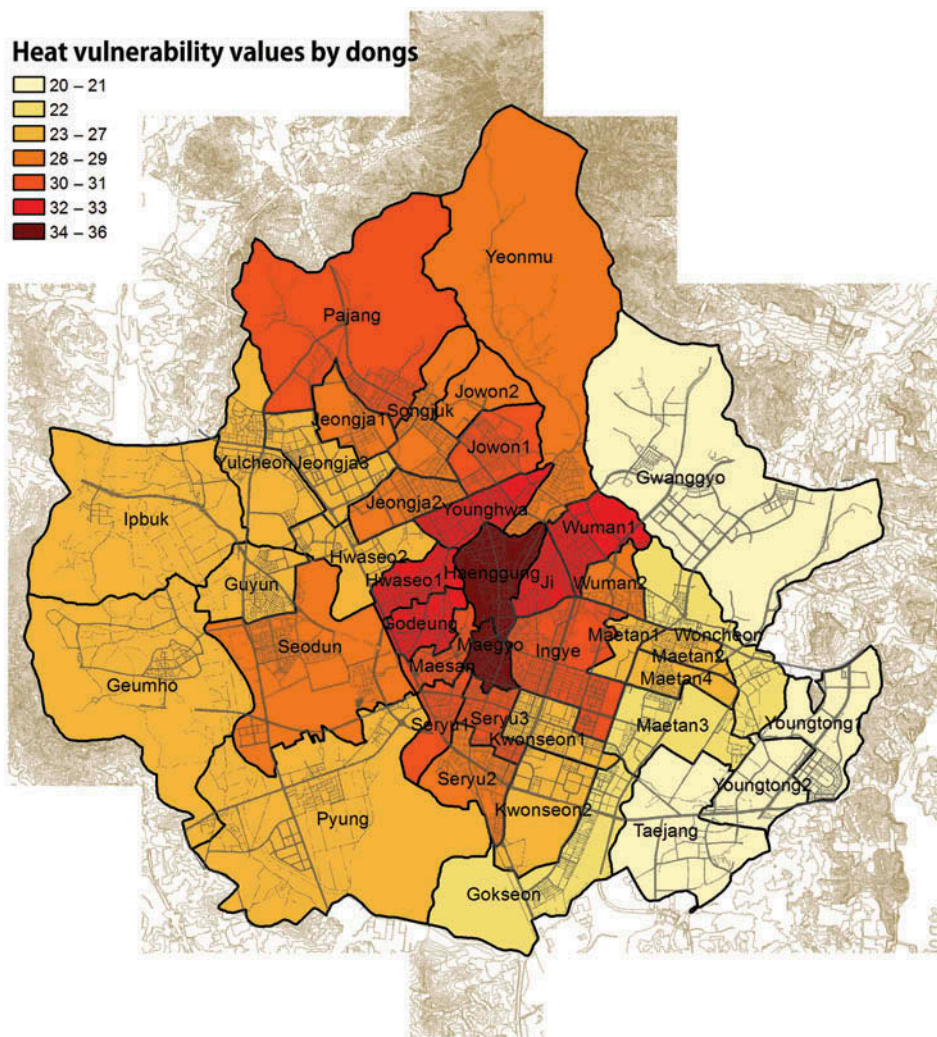 Heat vulnerability values by dongs
20 – 21
22
23 – 27
28 – 29
30 – 31
32 – 33
34 – 36
Yeonmu
Pajang
Jowon2
Jeongja1
Songjuk
Jowon1
Yulcheon
Jeongja3
Gwanggyo
Ipbuk
Jeongja2
Younghwa
Wuman1
Hwaseo2
Haenggung
Hwaseo1
Ji
Wuman2
Guyun
Godeung
Seodun
Maegyo
Ingye
Maetan1
Woncheon
Maetan2
Maesan
Maetan4
Geumho
Seryu1
Seryu3
Maetan3
Youngtong1
Kwonseon1
Seryu2
Youngtong2
Kwonseon2
Pyung
Taejang
Gokseon